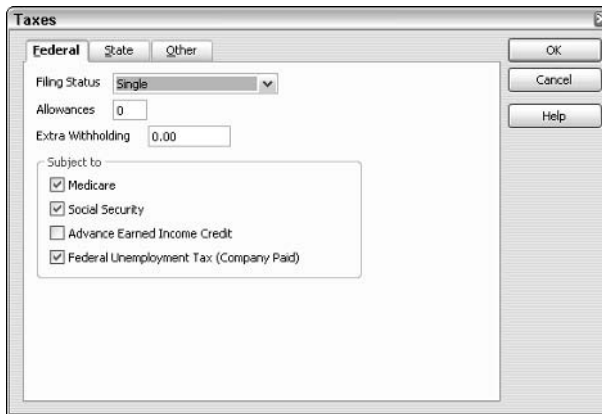 Taxes
Federal State Other
OK
Cancel
Help
Filing Status Single
Allowances 0
Extra Withholding 0.00
Subject to
Medicare
Social Security
Advance Earned Income Credit
Federal Unemployment Tax (Company Paid)